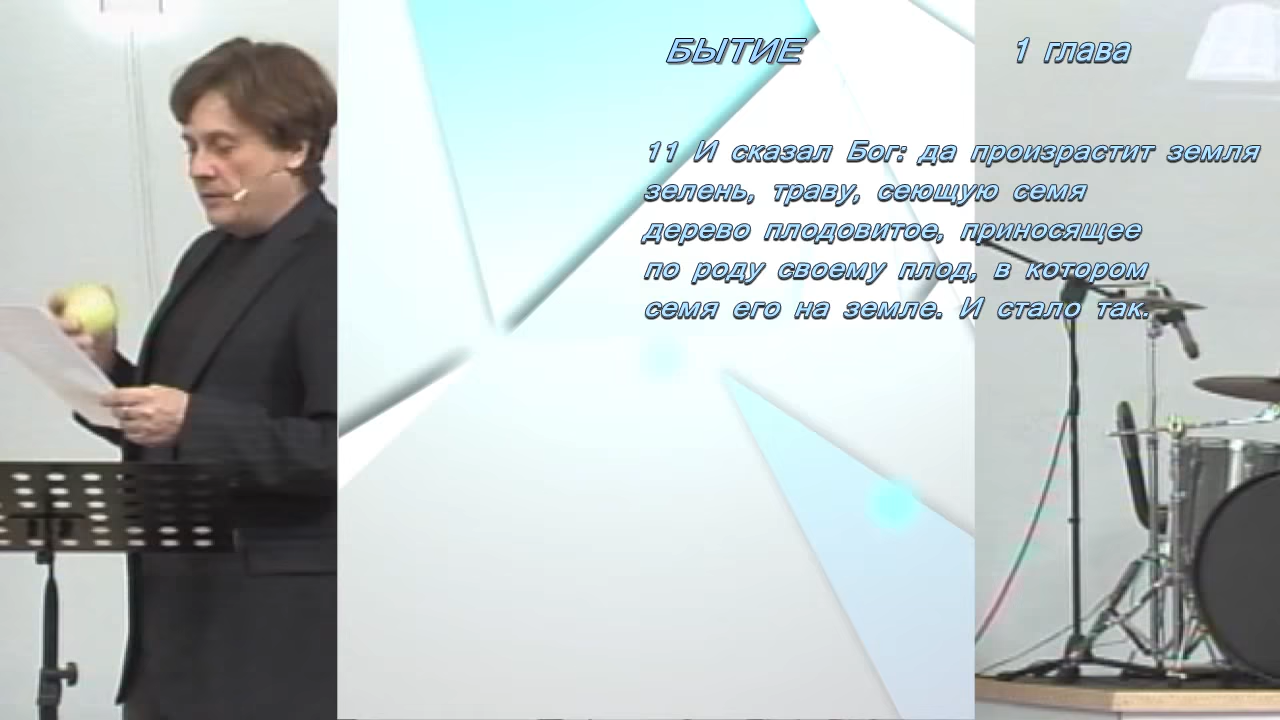 БЫТИЕ 1 глава
11 И сказал Бог: да произрастит земля
зелень, траву, сеющую семя
дерево плодовитое, приносящее
по роду своему плод, в котором
семя его на земле. И стало так.